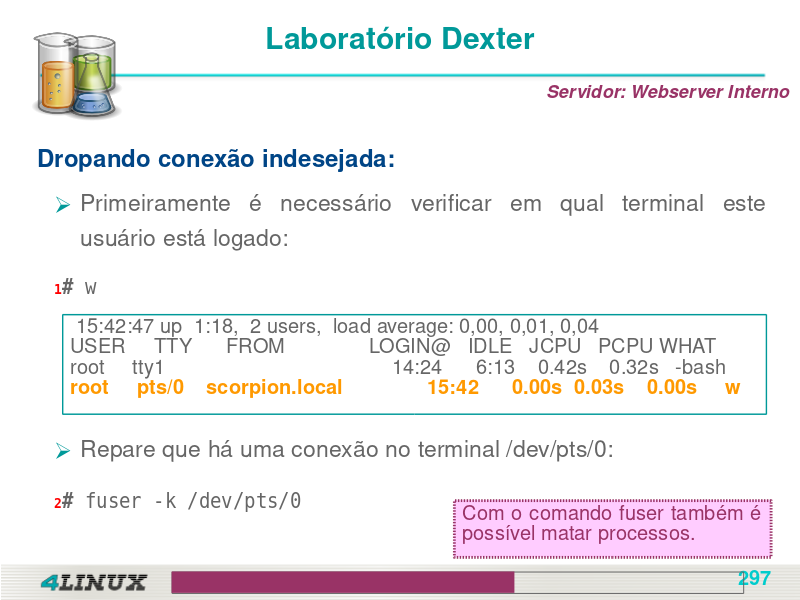 Laboratório Dexter
Servidor: Webserver Interno
Dropando conexão indesejada:
Primeiramente é necessário verificar em qual terminal este
usuário está logado:
1# w
15:42:47 up 1:18, 2 users, load average: 0,00, 0,01, 0,04
USER TTY FROM LOGIN@ IDLE JCPU PCPU WHAT
root tty1 14:24 6:13 0.42s 0.32s -bash
root pts/0 scorpion.local 15:42 0.00s 0.03s 0.00s w
Repare que há uma conexão no terminal /dev/pts/0:
2# fuser -k /dev/pts/0
Com o comando fuser também é
possível matar processos.
4LINUX
297